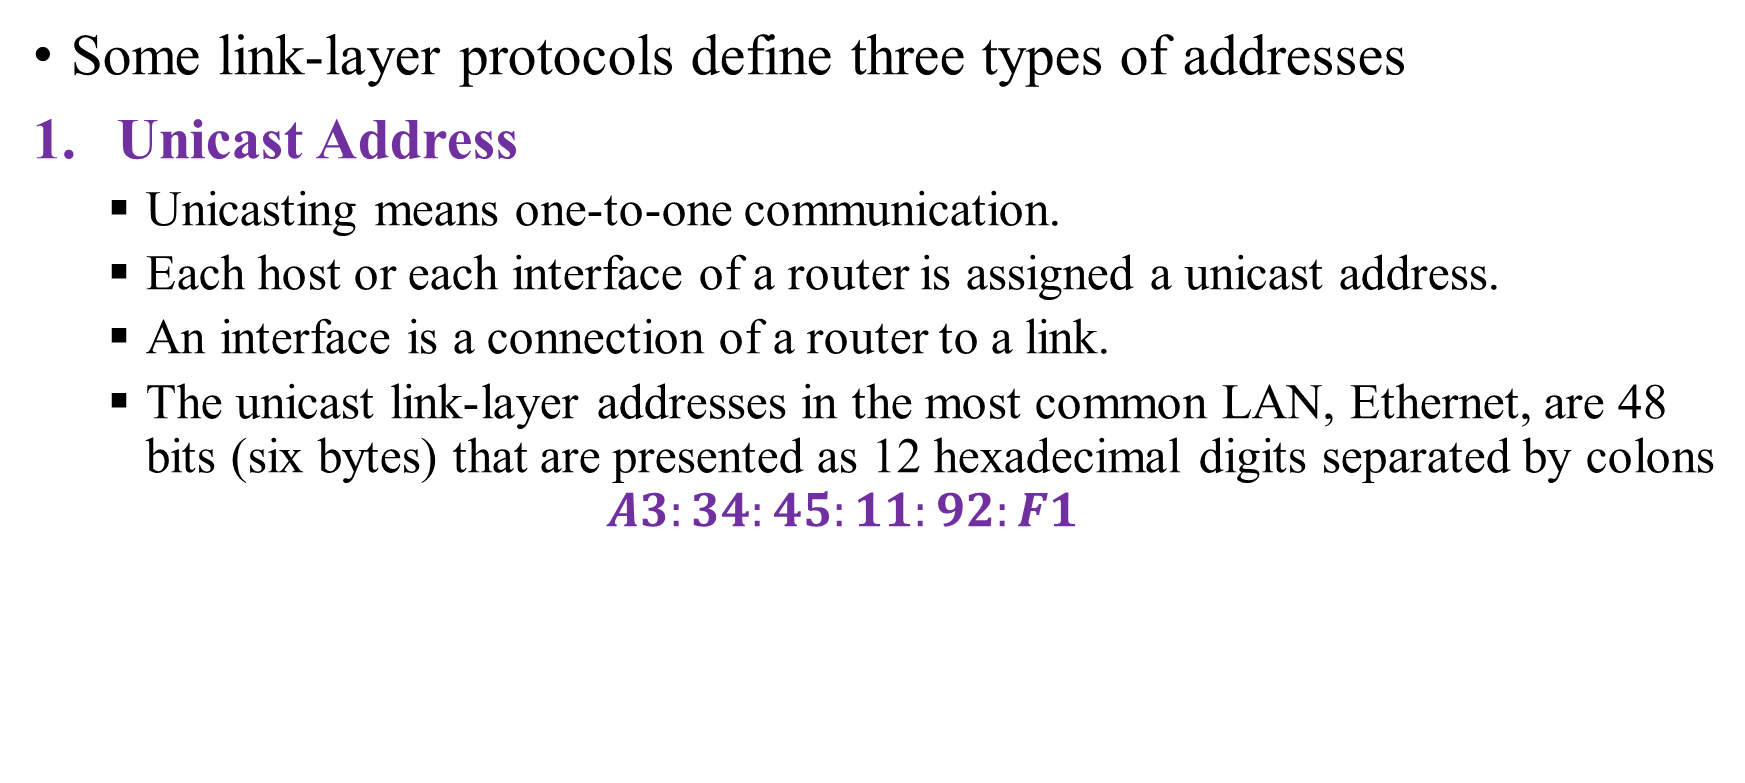 • Some link-layer protocols define three types of addresses
1. Unicast Address
▪ Unicasting means one-to-one communication.
▪ Each host or each interface of a router is assigned a unicast address.
▪ An interface is a connection of a router to a link.
▪ The unicast link-layer addresses in the most common LAN, Ethernet, are 48
bits (six bytes) that are presented as 12 hexadecimal digits separated by colons
A3: 34: 45: 11: 92: F1